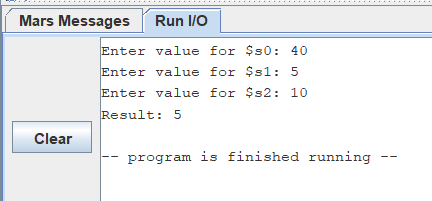 Mars Messages Run I/O
Enter value for $s0: 40
Enter value for $s1: 5
Enter value for $s2: 10
Result: 5
Clear
-- program is finished running --